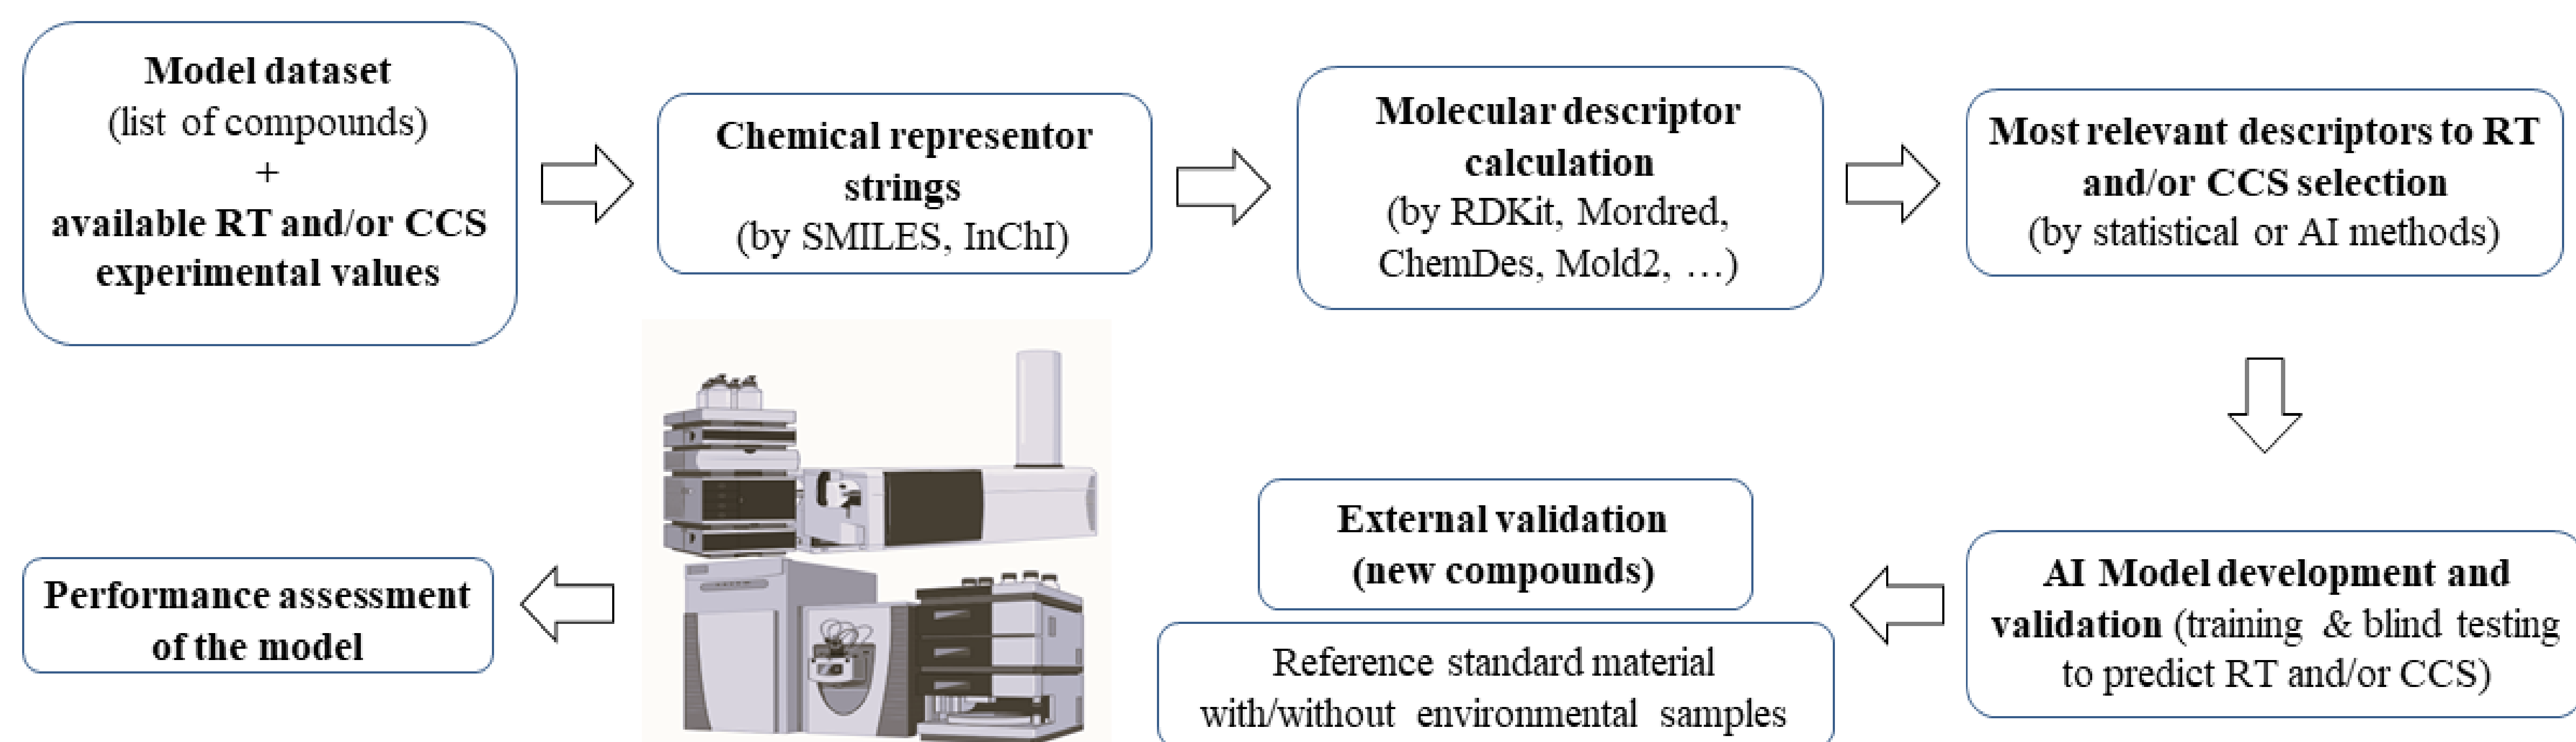 Model dataset
(list of compounds)
+
available RT and/or CCS
experimental values
Chemical representor
strings
(by SMILES, InChI)
Molecular descriptor
calculation
(by RDKit, Mordred,
ChemDes, Mold2, …)
Most relevant descriptors to RT
and/or CCS selection
(by statistical or AI methods)
AI Model development and
validation (training & blind testing
to predict RT and/or CCS)
External validation
(new compounds)
Reference standard material
with/without environmental samples
Performance assessment
of the model